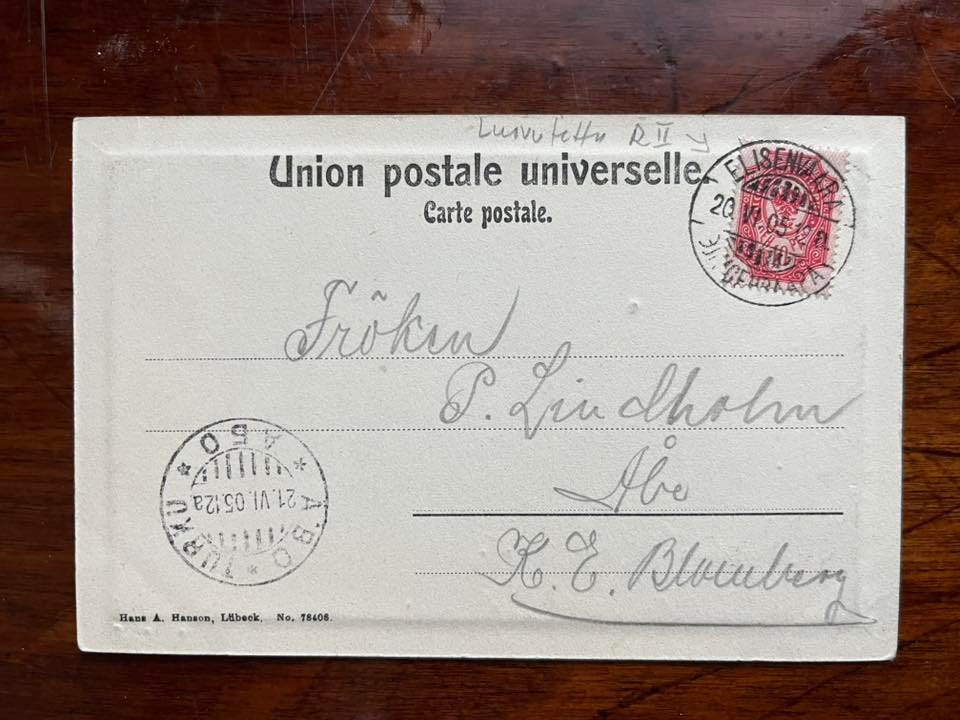 Luovutettu R II
Union postale universelle.
Carte postale.
ELISENVAARA
20. VI. 05
Fröken
P. Lindholm
Åbo
K. E. Blomberg
ÅBO * TURKU * АБО *
21. VI. 05.12a
Hans A. Hanson, Lübeck, No. 78406.